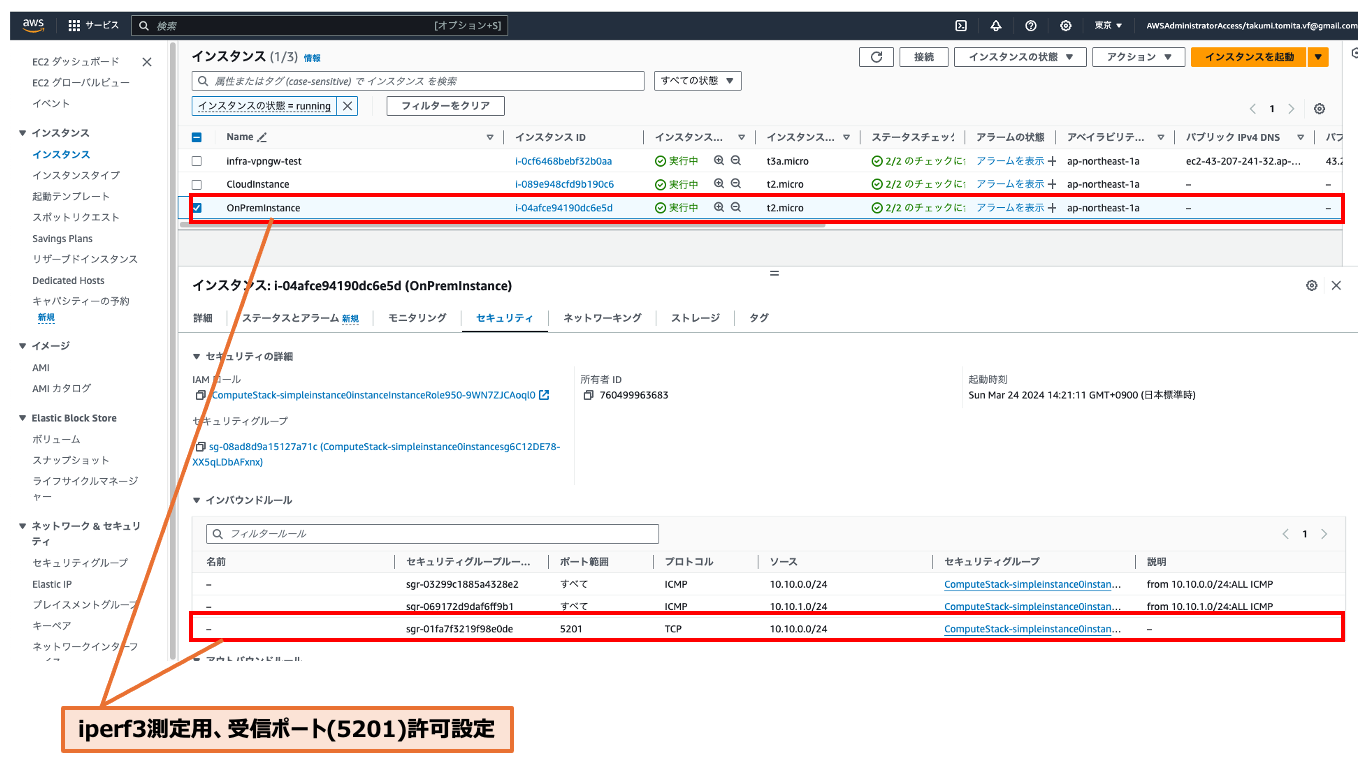 aws サービス 検索 [オプション+S] 東京 AWSAdministratorAccess/takumi.tomita.vf@gmail.com
EC2 ダッシュボード
EC2 グローバルビュー
イベント
インスタンス
インスタンス
インスタンスタイプ
起動テンプレート
スポットリクエスト
Savings Plans
リザーブドインスタンス
Dedicated Hosts
キャパシティーの予約
新規
イメージ
AMI
AMI カタログ
Elastic Block Store
ボリューム
スナップショット
ライフサイクルマネージ
ャー
ネットワーク & セキュリ
ティ
セキュリティグループ
Elastic IP
プレイスメントグループ
キーペア
ネットワークインターフ
インスタンス (1/3) 情報 接続 インスタンスの状態 アクション インスタンスを起動
属性またはタグ (case-sensitive) で インスタンス を検索 すべての状態
インスタンスの状態 = running フィルターをクリア
1
Name インスタンス ID インスタンス... インスタンス... ステータスチェック アラームの状態 アベイラビリテ... パブリック IPv4 DNS パブ
infra-vpngw-test i-0cf6468bebf32b0aa 実行中 t3a.micro 2/2 のチェックに アラームを表示 + ap-northeast-1a ec2-43-207-241-32.ap-... 43.2
CloudInstance i-089e948cfd9b190c6 実行中 t2.micro 2/2 のチェックに アラームを表示 + ap-northeast-1a – –
OnPremInstance i-04afce94190dc6e5d 実行中 t2.micro 2/2 のチェックに アラームを表示 + ap-northeast-1a – –
インスタンス: i-04afce94190dc6e5d (OnPremInstance)
詳細 ステータスとアラーム 新規 モニタリング セキュリティ ネットワーキング ストレージ タグ
セキュリティの詳細
IAM ロール 所有者 ID 起動時刻
ComputeStack-simpleinstance0instanceInstanceRole950-9WN7ZJCAoql0 760499963683 Sun Mar 24 2024 14:21:11 GMT+0900 (日本標準時)
セキュリティグループ
sg-08ad8d9a15127a71c (ComputeStack-simpleinstance0instancesg6C12DE78-
XX5qLDbAFxnx)
インバウンドルール
フィルタールール 1
名前 セキュリティグループルー... ポート範囲 プロトコル ソース セキュリティグループ 説明
– sgr-03299c1885a4328e2 すべて ICMP 10.10.0.0/24 ComputeStack-simpleinstance0instan... from 10.10.0.0/24:ALL ICMP
– sgr-069172d9daf6ff9b1 すべて ICMP 10.10.1.0/24 ComputeStack-simpleinstance0instan... from 10.10.1.0/24:ALL ICMP
– sgr-01fa7f3219f98e0de 5201 TCP 10.10.0.0/24 ComputeStack-simpleinstance0instan... –
アウトバウンドルール
iperf3測定用、受信ポート(5201)許可設定